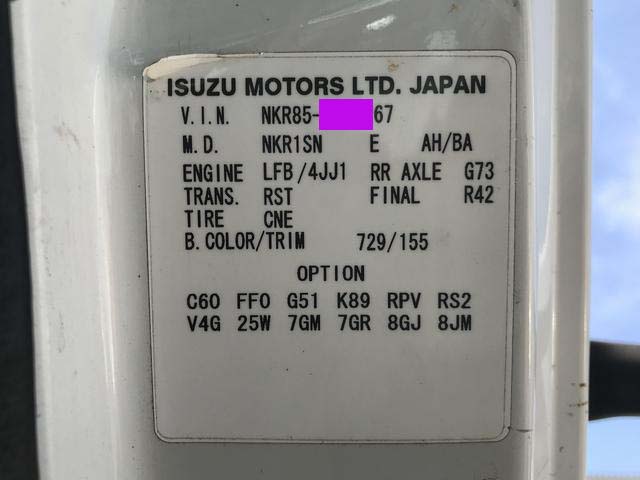 ISUZU MOTORS LTD. JAPAN
V.I.N. NKR85- 67
M.D. NKR1SN E AH/BA
ENGINE LFB/4JJ1 RR AXLE G73
TRANS. RST FINAL R42
TIRE CNE
B.COLOR/TRIM 729/155
OPTION
C60 FFO G51 K89 RPV RS2
V4G 25W 7GM 7GR 8GJ 8JM